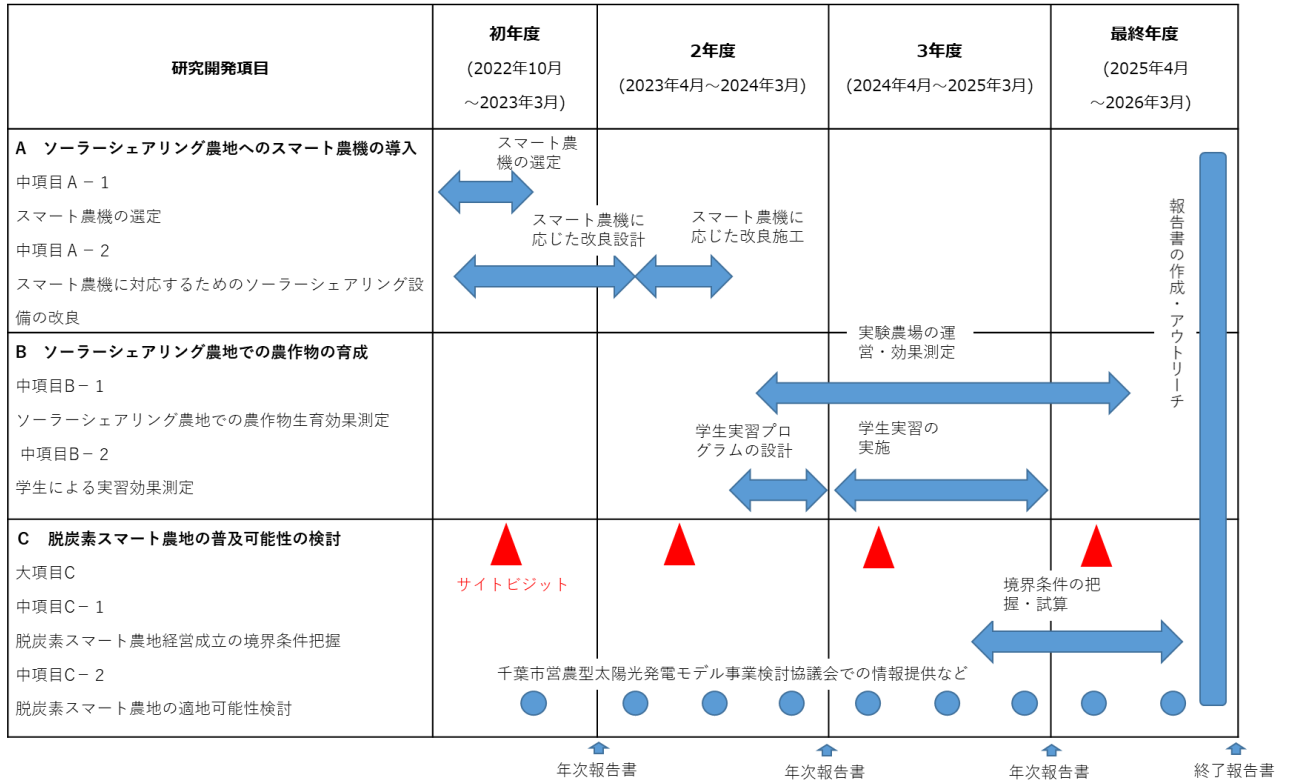 研究開発項目
初年度
(2022年10月
～2023年3月)
2年度
(2023年4月～2024年3月)
3年度
(2024年4月～2025年3月)
最終年度
(2025年4月
～2026年3月)
A　ソーラーシェアリング農地へのスマート農機の導入
中項目A－1
スマート農機の選定
中項目A－2
スマート農機に対応するためのソーラーシェアリング設
備の改良
スマート農
機の選定
スマート農機に
応じた改良設計
スマート農機に
応じた改良施工
B　ソーラーシェアリング農地での農作物の育成
中項目B－1
ソーラーシェアリング農地での農作物生育効果測定
中項目B－2
学生による実習効果測定
実験農場の運
営・効果測定
学生実習プロ
グラムの設計
学生実習の
実施
C　脱炭素スマート農地の普及可能性の検討
大項目C
中項目C－1
脱炭素スマート農地経営成立の境界条件把握
中項目C－2
脱炭素スマート農地の適地可能性検討
サイトビジット
境界条件の把
握・試算
千葉市営農型太陽光発電モデル事業検討協議会での情報提供など
報告書の作成・アウトリーチ
年次報告書
年次報告書
年次報告書
終了報告書